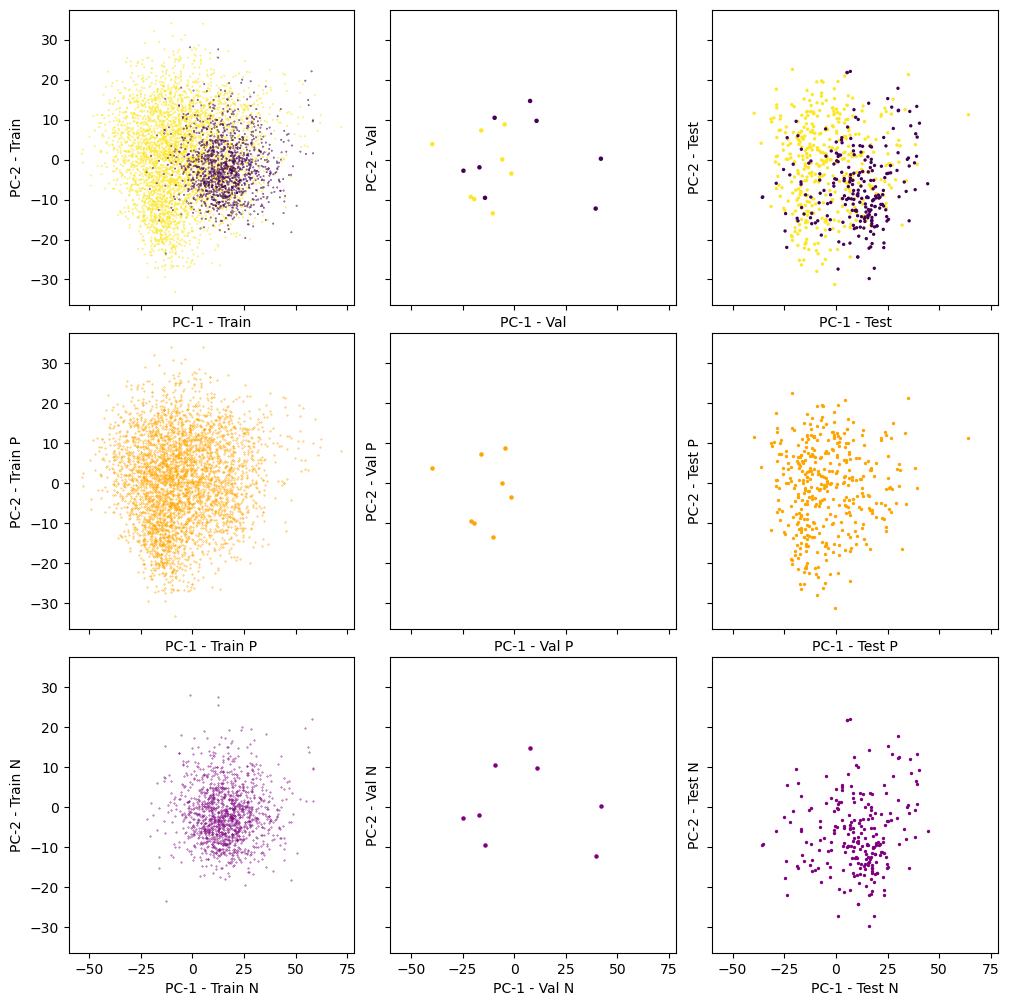 PC-2 - Train
30
20
10
0
−10
−20
−30
PC-1 - Train
PC-2 - Val
PC-1 - Val
PC-2 - Test
PC-1 - Test
PC-2 - Train P
30
20
10
0
−10
−20
−30
PC-1 - Train P
PC-2 - Val P
PC-1 - Val P
PC-2 - Test P
PC-1 - Test P
PC-2 - Train N
30
20
10
0
−10
−20
−30
−50 −25 0 25 50 75
PC-1 - Train N
PC-2 - Val N
−50 −25 0 25 50 75
PC-1 - Val N
PC-2 - Test N
−50 −25 0 25 50 75
PC-1 - Test N